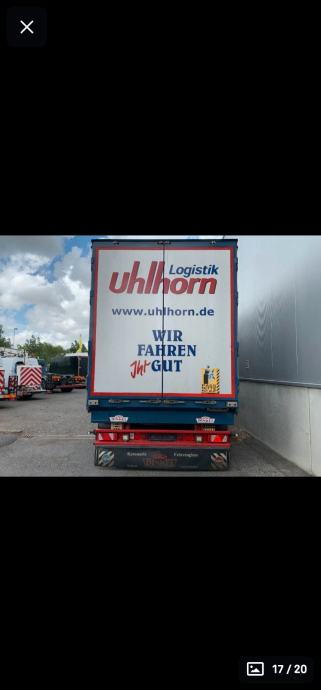 Logistik
uhlhorn
www.uhlhorn.de
WIR
FAHREN
Ihr GUT
17 / 20